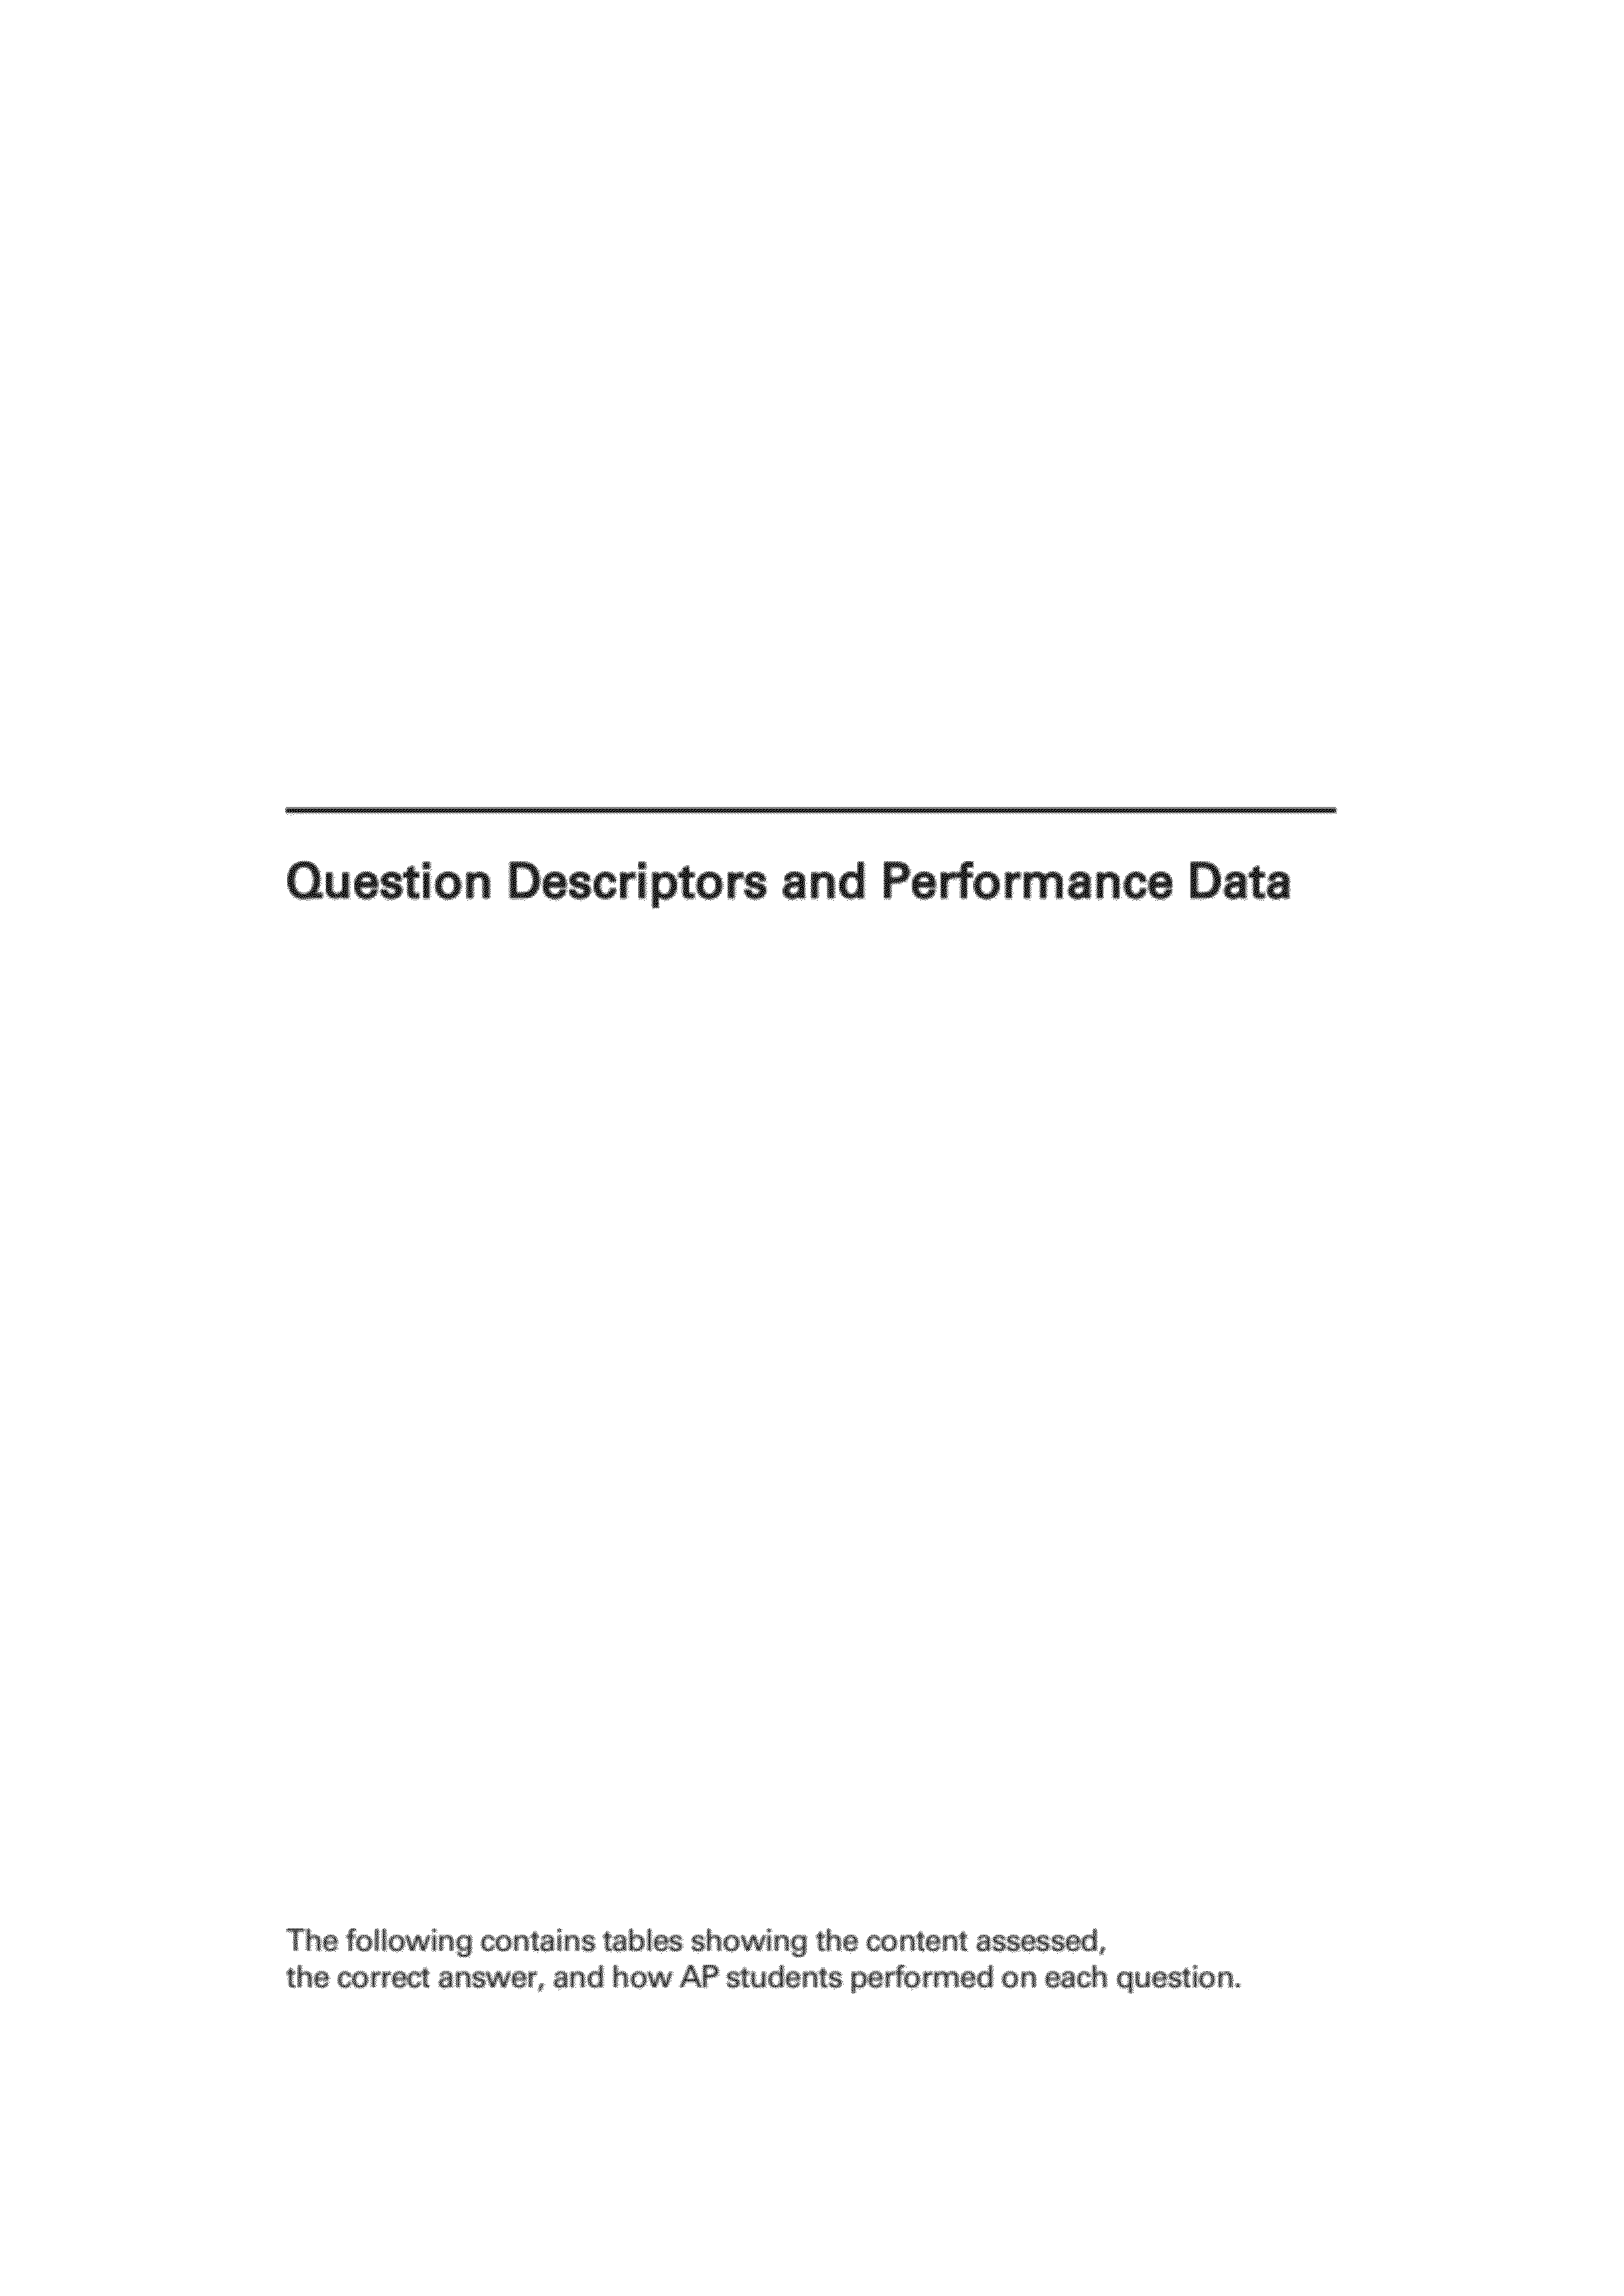 Question Descriptors and Performance Data
The following contains tables showing the content assessed,
the correct answer, and how AP students performed on each question.